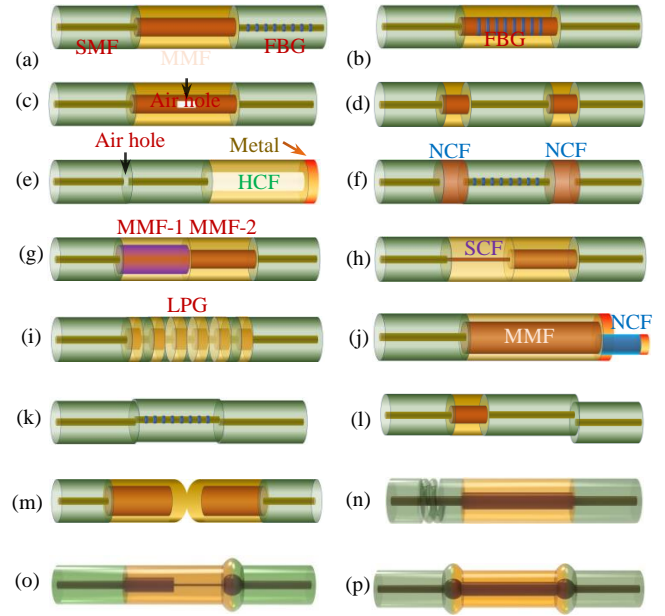 SMF MMF FBG
(a)
FBG
(b)
Air hole
(c)
(d)
Air hole Metal
HCF
(e)
NCF NCF
(f)
MMF-1 MMF-2
(g)
SCF
(h)
LPG
(i)
NCF
MMF
(j)
(k)
(l)
(m)
(n)
(o)
(p)